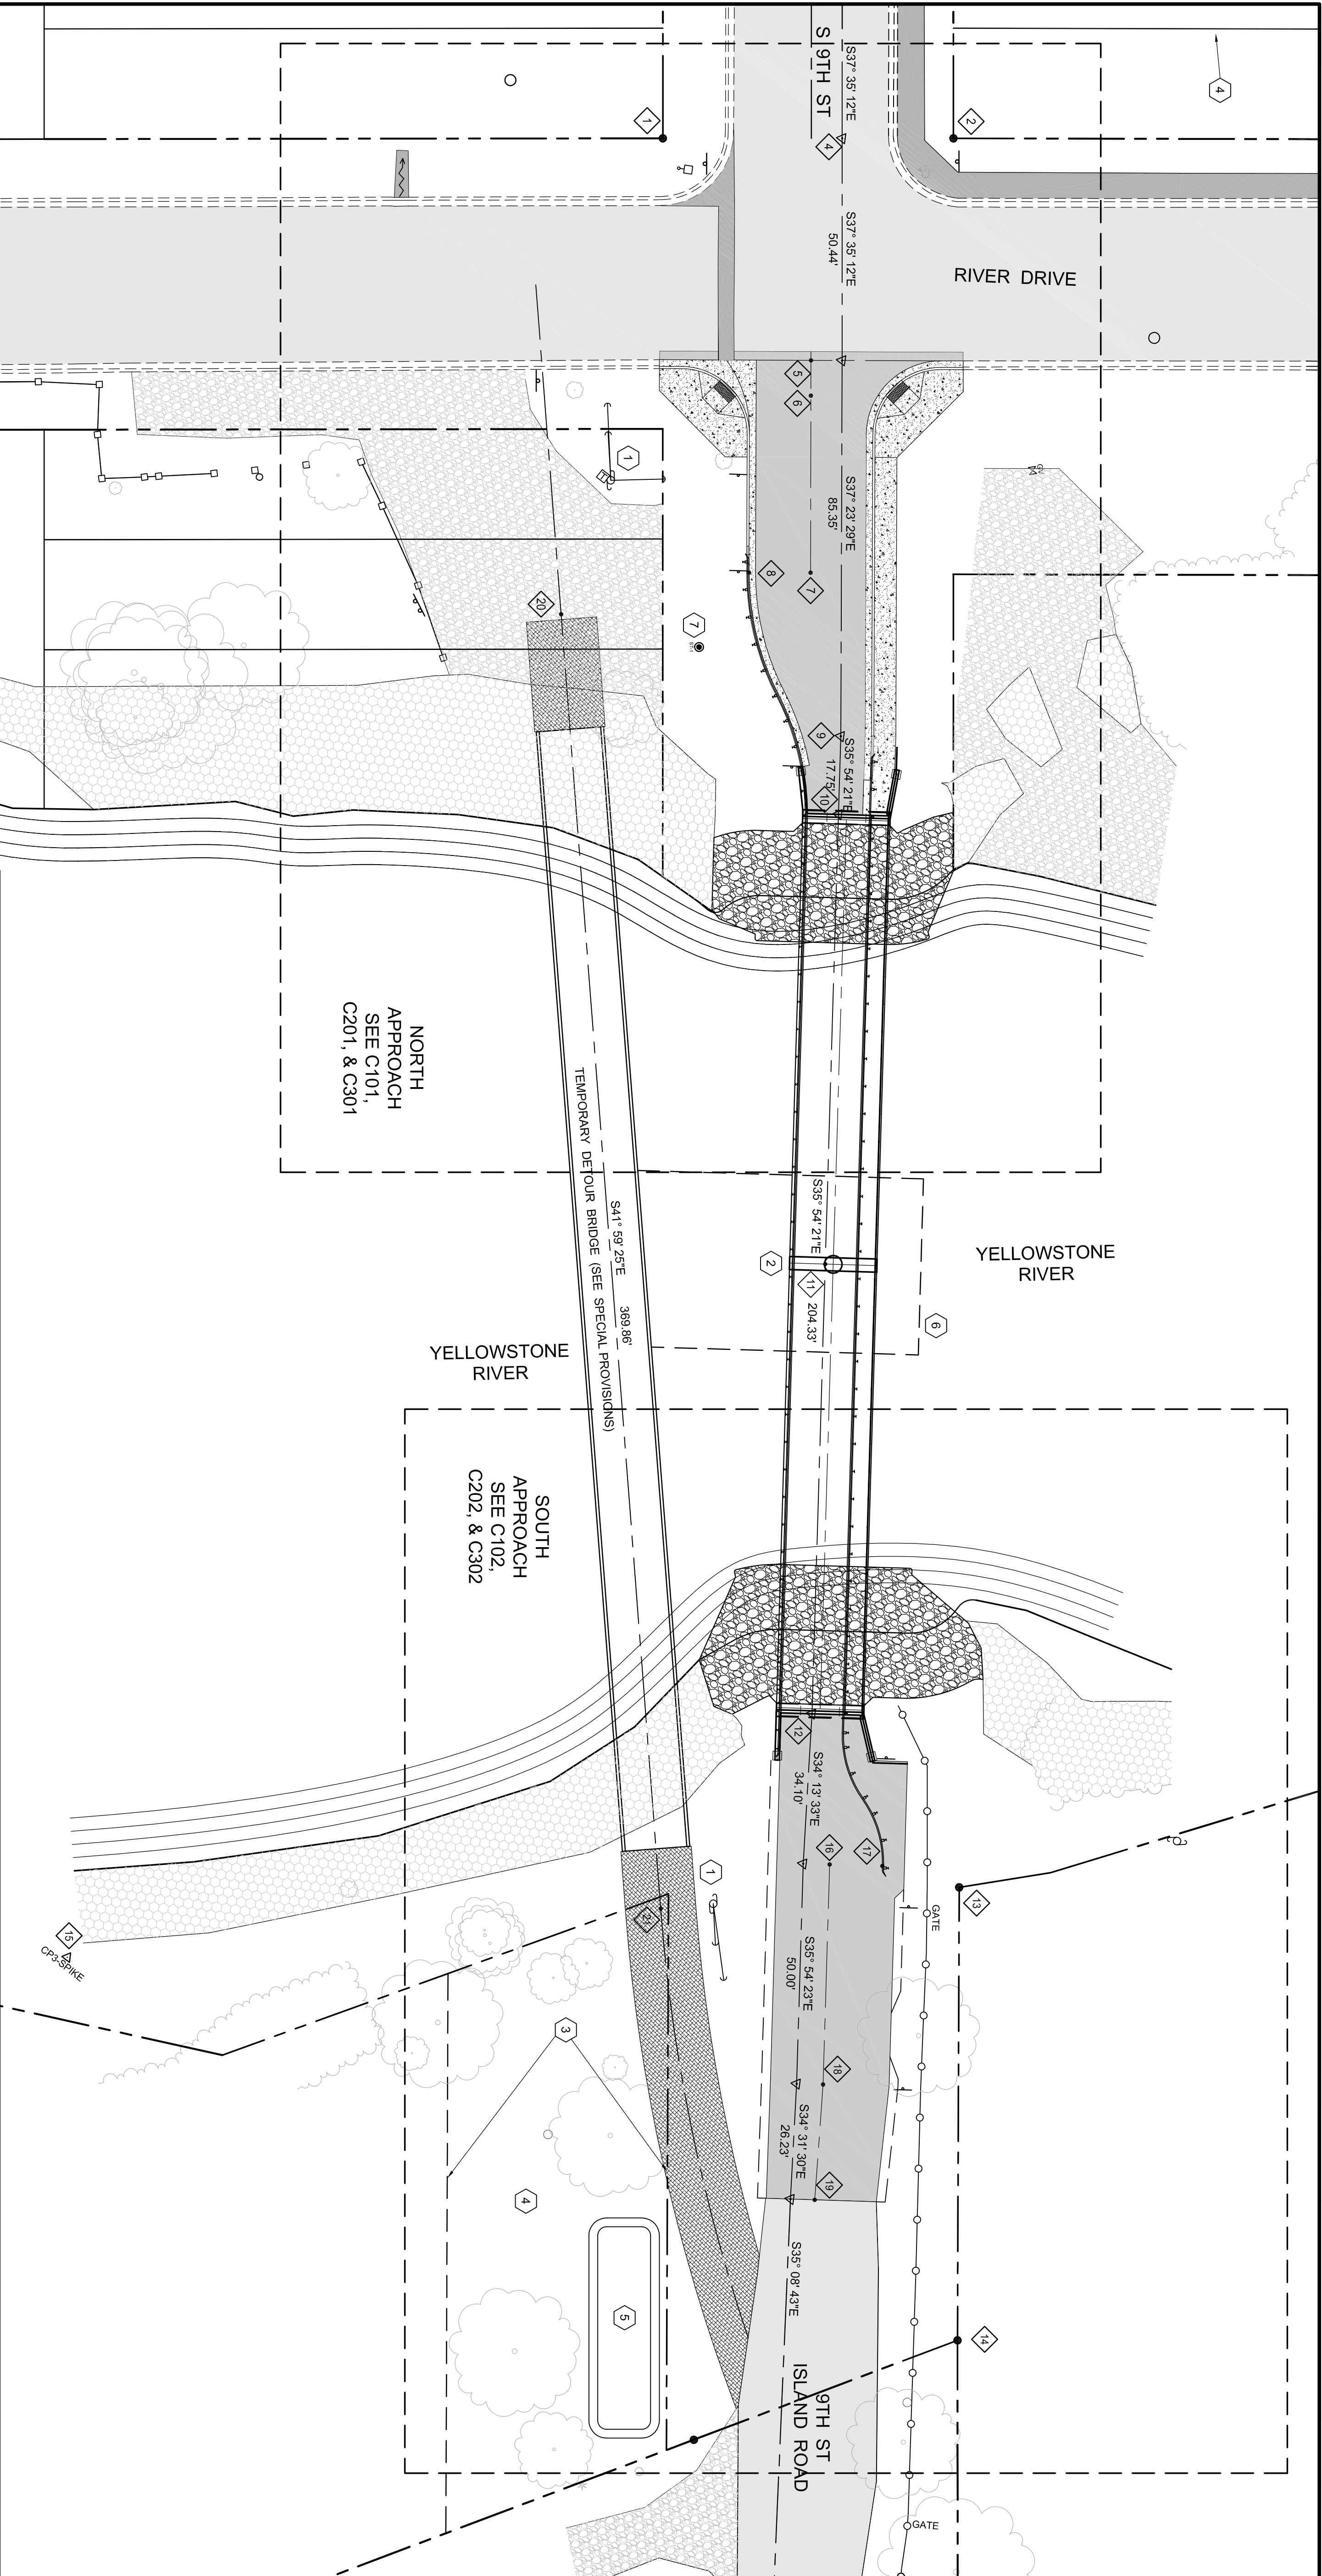 S 9TH ST
S37° 35' 12"E
4
1
2
4
S37° 35' 12"E
50.44'
RIVER DRIVE
5
6
1
S37° 23' 29"E
85.35'
8
7
20
7
9
S35° 54' 21"E
17.75'
10
NORTH
APPROACH
SEE C101,
C201, & C301
TEMPORARY DETOUR BRIDGE (SEE SPECIAL PROVISIONS)
S41° 59' 25"E 369.86'
S35° 54' 21"E
204.33'
2
11
6
YELLOWSTONE
RIVER
YELLOWSTONE
RIVER
SOUTH
APPROACH
SEE C102,
C202, & C302
12
S34° 13' 33"E
34.10'
16
17
1
21
13
GATE
15
CP3-SPIKE
S35° 54' 23"E
50.00'
3
18
S34° 31' 30"E
26.23'
19
4
5
S35° 08' 43"E
14
9TH ST
ISLAND ROAD
GATE